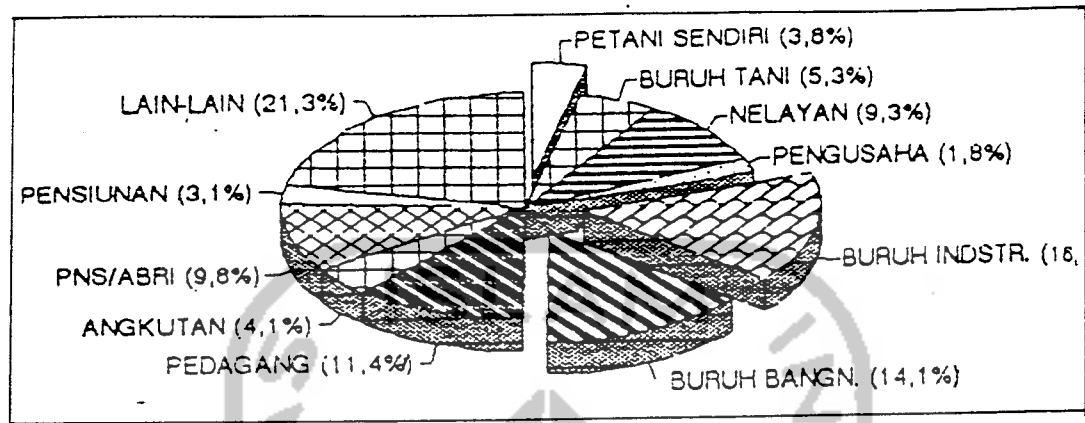 PETANI SENDIRI (3,8%)
BURUH TANI (5,3%)
NELAYAN (9,3%)
PENGUSAHA (1,8%)
BURUH INDSTR. (16,
BURUH BANGN. (14,1%)
PEDAGANG (11,4%)
ANGKUTAN (4,1%)
PNS/ABRI (9,8%)
PENSIUNAN (3,1%)
LAIN-LAIN (21,3%)